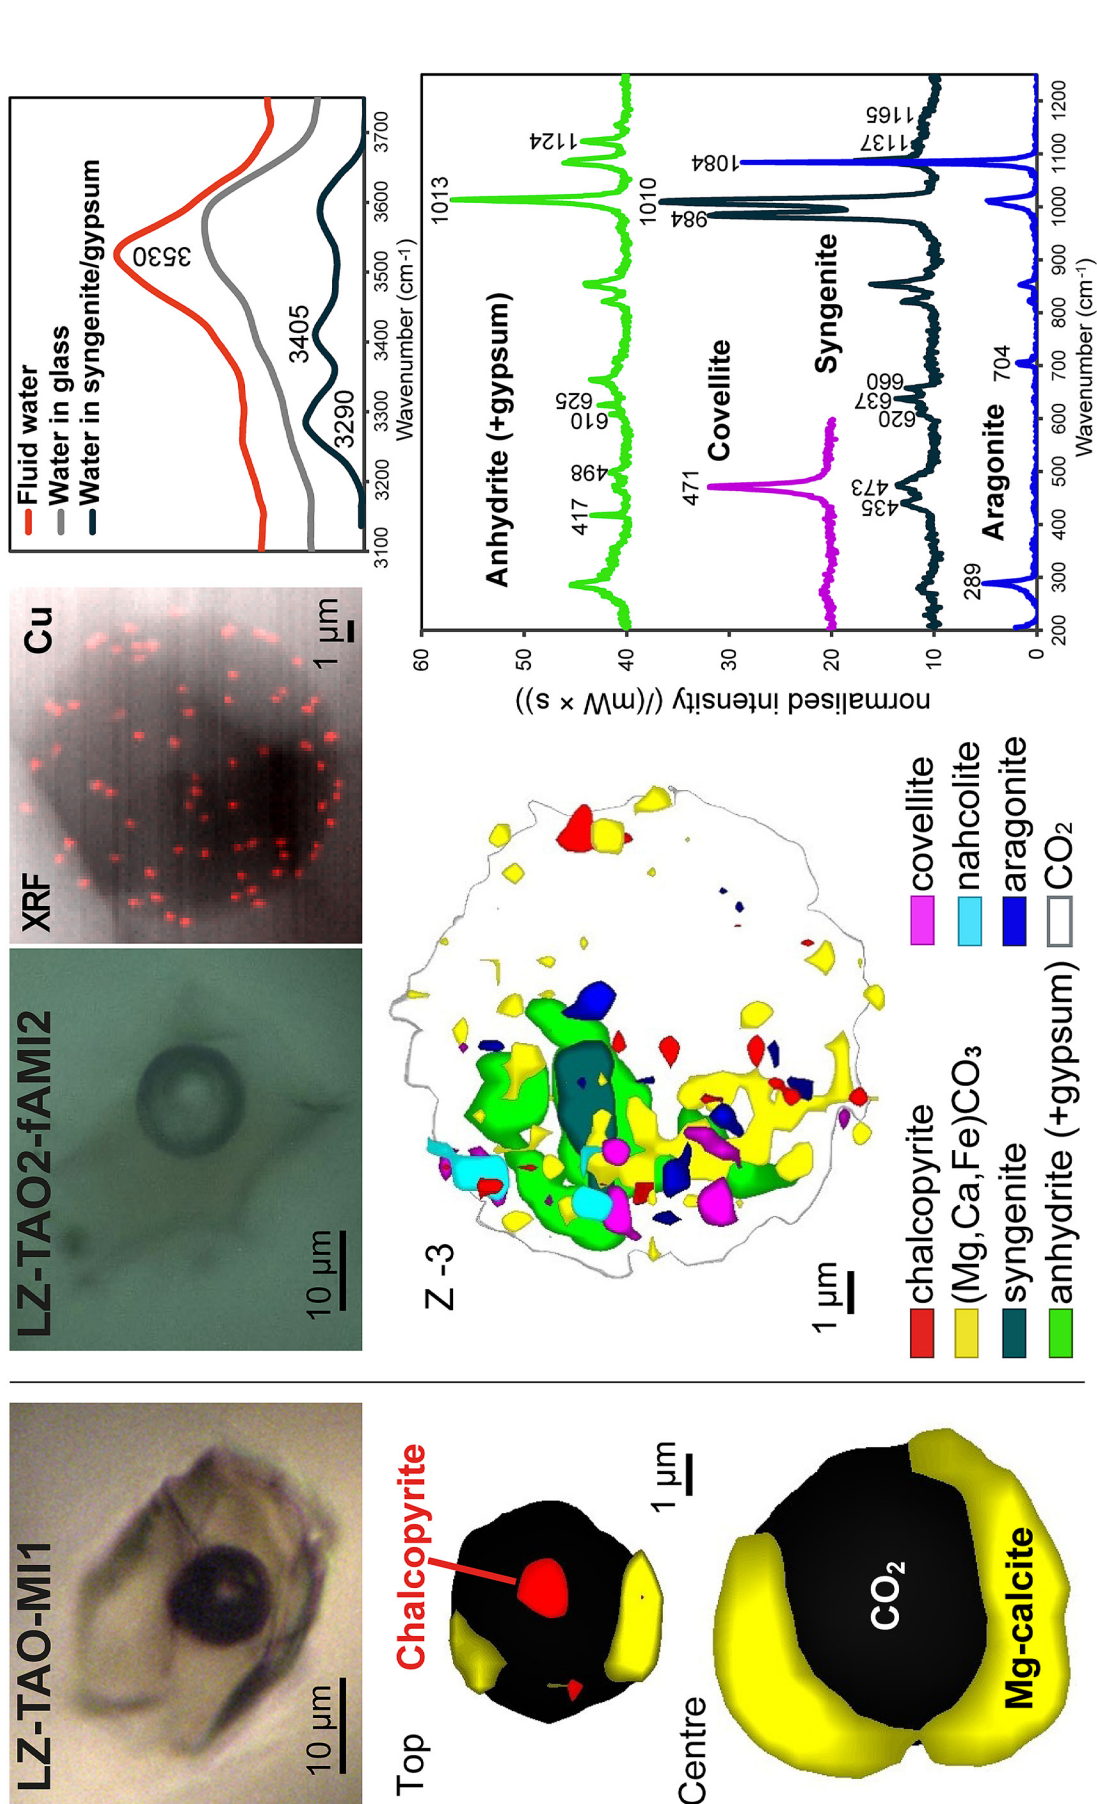 LZ-TAO-MI1
10 µm
Top
Chalcopyrite
1 µm
Centre
CO₂
Mg-calcite
LZ-TAO2-fAMI2
10 µm
XRF
Cu
1 µm
Fluid water
Water in glass
Water in syngenite/gypsum
3530
3405
3290
3100
3200
3300
3400
3500
3600
3700
Wavenumber (cm⁻¹)
Z -3
1 µm
chalcopyrite
(Mg,Ca,Fe)CO₃
syngenite
anhydrite (+gypsum)
covellite
nahcolite
aragonite
CO₂
normalised intensity (/(mW × s))
60
50
40
30
20
10
0
Anhydrite (+gypsum)
417
498
610
625
1013
1124
Covellite
471
Syngenite
435
473
620
637
660
984
1010
1137
1165
Aragonite
289
704
1084
200
300
400
500
600
700
800
900
1000
1100
1200
Wavenumber (cm⁻¹)